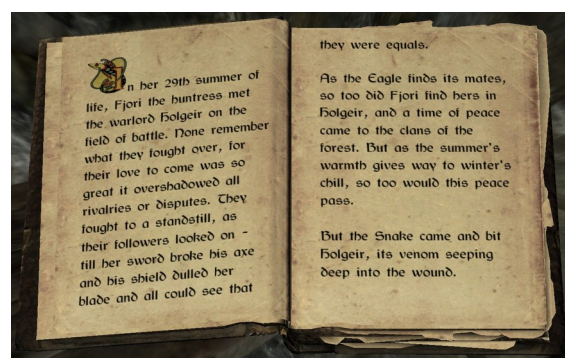 In her 29th summer of
life, Fjori the huntress met
the warlord Holgeir on the
field of battle. None remember
what they fought over, for
their love to come was so
great it overshadowed all
rivalries or disputes. They
fought to a standstill, as
their followers looked on -
till her sword broke his axe
and his shield dulled her
blade and all could see that
they were equals.
As the Eagle finds its mates,
so too did Fjori find hers in
Holgeir, and a time of peace
came to the clans of the
forest. But as the summer's
warmth gives way to winter's
chill, so too would this peace
pass.
But the Snake came and bit
Holgeir, its venom seeping
deep into the wound.